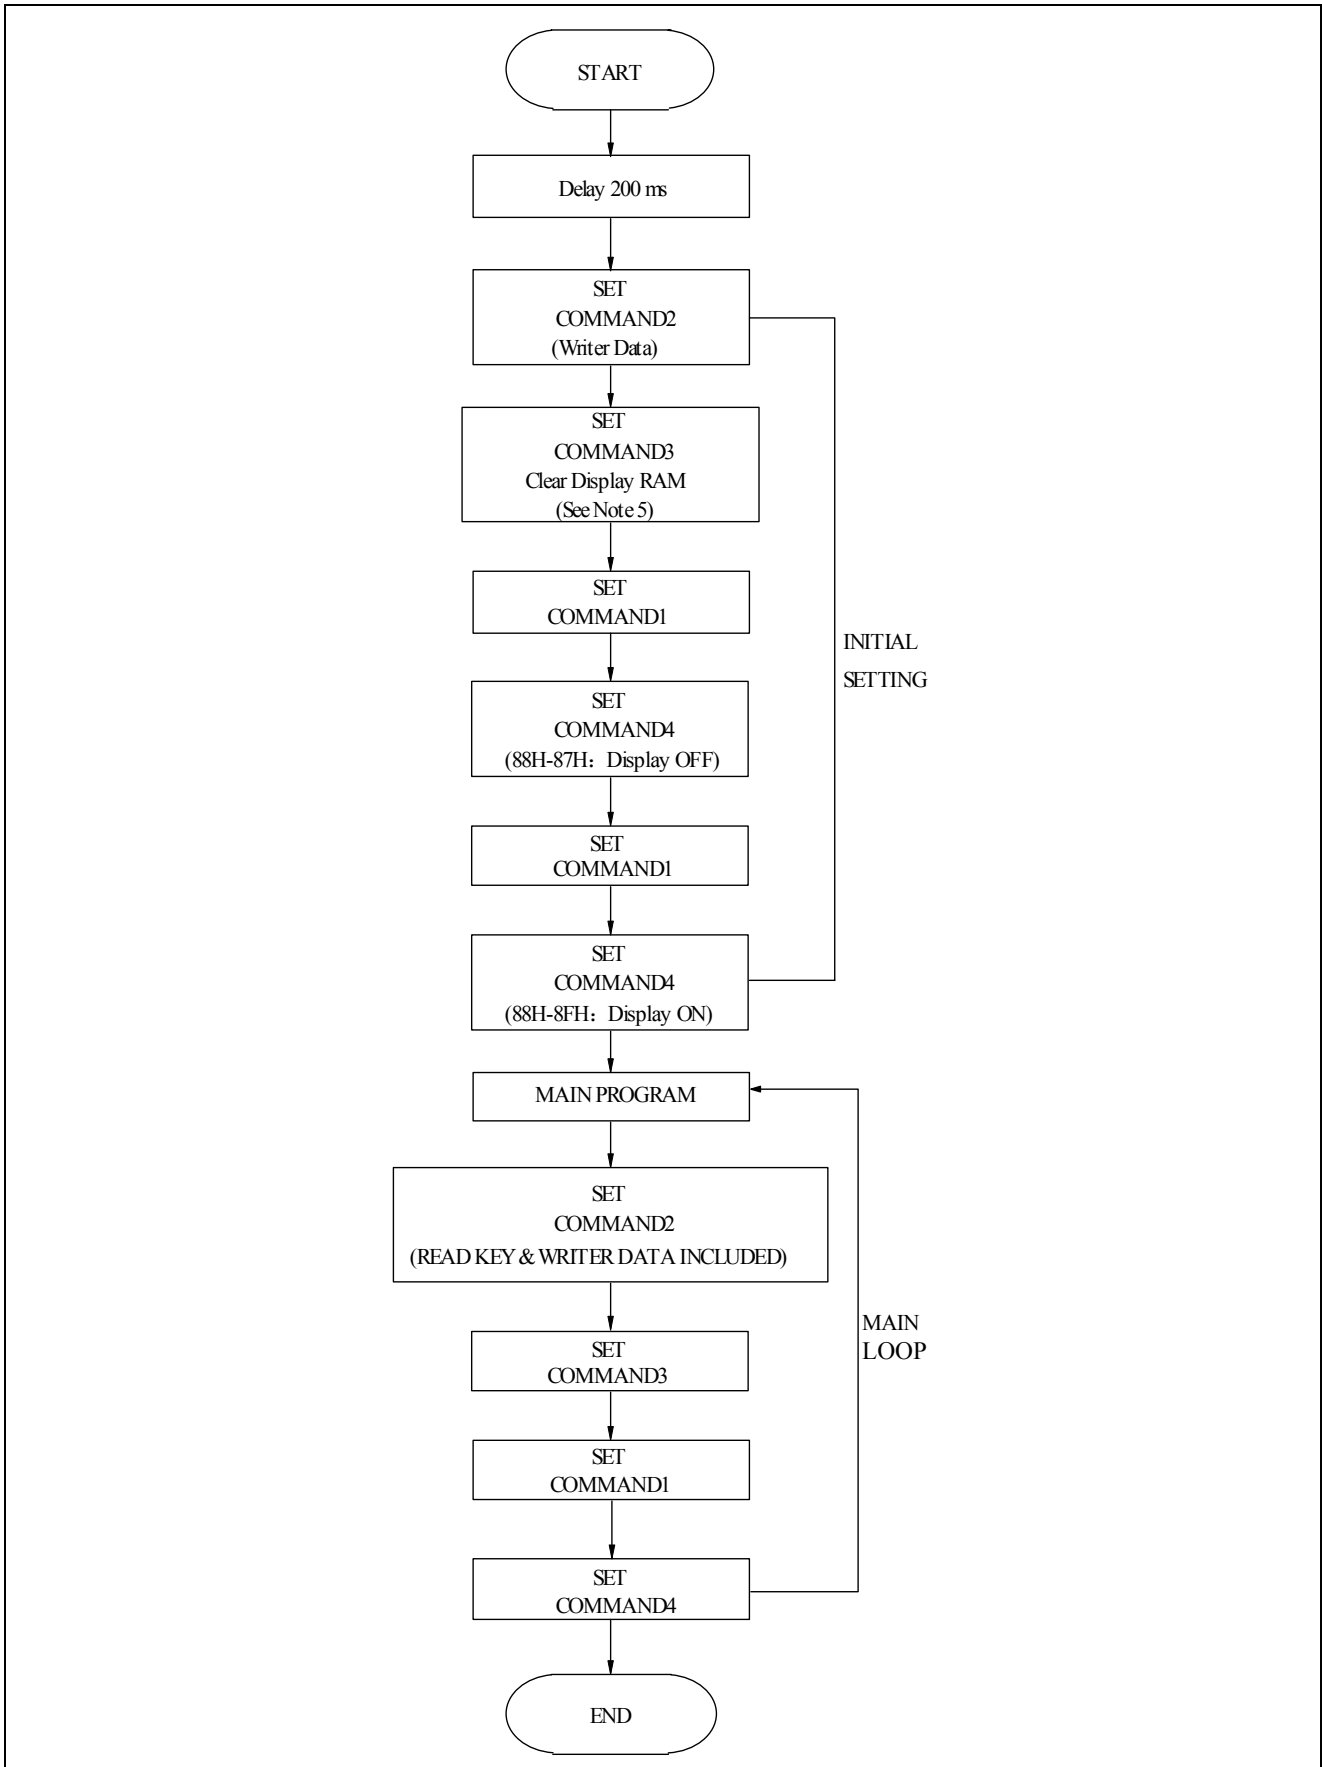 START
Delay 200 ms
SET
COMMAND2
(Writer Data)
SET
COMMAND3
Clear Display RAM
(See Note 5)
SET
COMMAND1
INITIAL
SETTING
SET
COMMAND4
(88H-87H：Display OFF)
SET
COMMAND1
SET
COMMAND4
(88H-8FH：Display ON)
MAIN PROGRAM
SET
COMMAND2
(READ KEY & WRITER DATA INCLUDED)
MAIN
LOOP
SET
COMMAND3
SET
COMMAND1
SET
COMMAND4
END